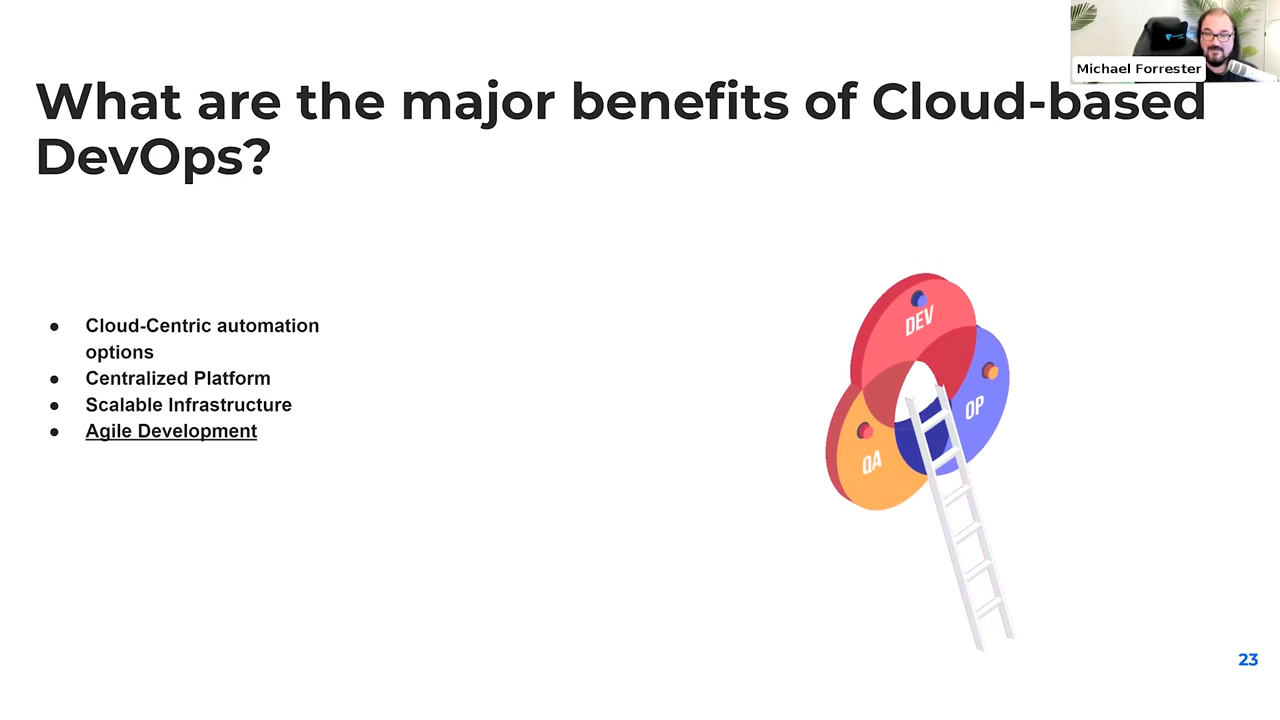 Michael Forrester
What are the major benefits of Cloud-based
DevOps?
● Cloud-Centric automation
options
● Centralized Platform
● Scalable Infrastructure
● Agile Development
DEV
OP
QA
23